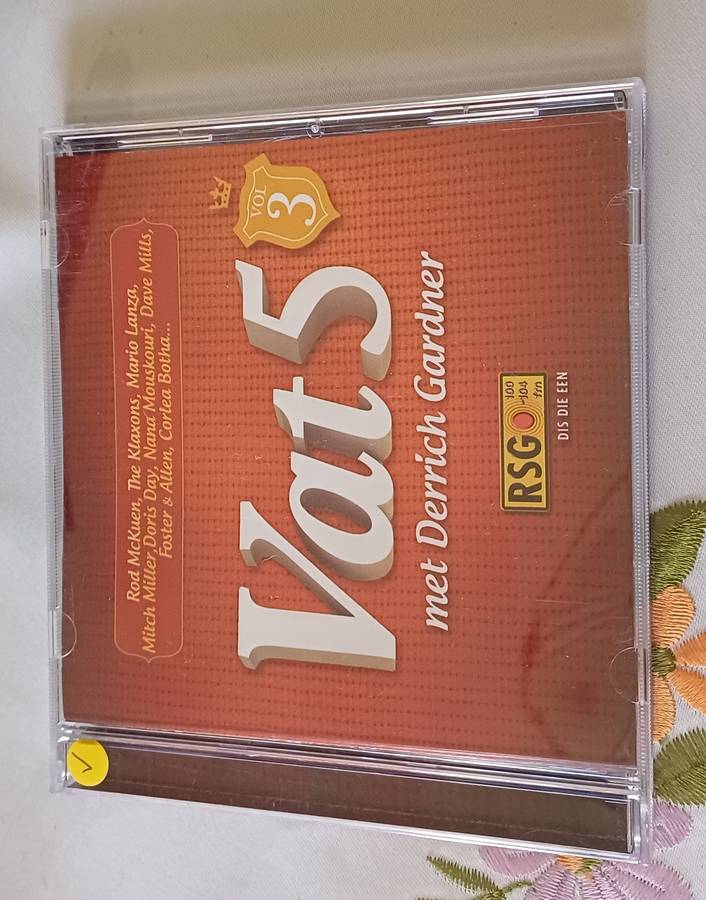 Rod McKuen, The Klaxons, Mario Lanza,
Mitch Miller, Doris Day, Nana Mouskouri, Dave Mills,
Foster & Allen, Corlea Botha...
VOL
3
Vat 5
met Derrich Gardner
RSG 100
-104
fm
DIS DIE EEN